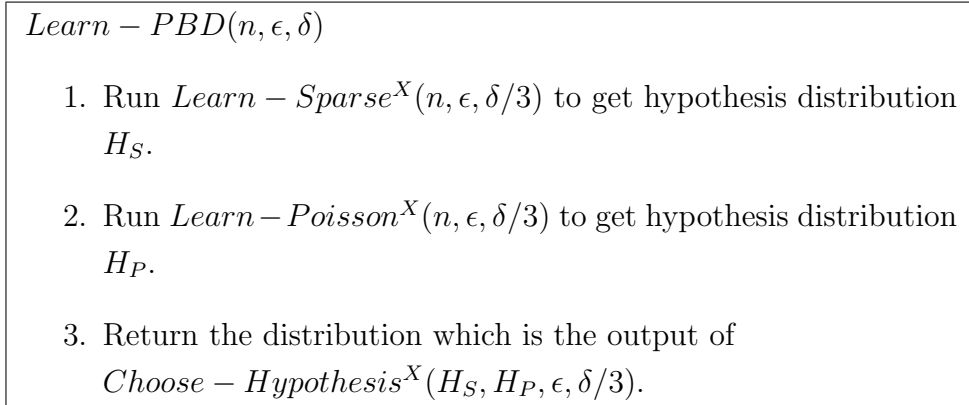 Learn − PBD(n, ϵ, δ)
1. Run Learn − Sparse^X(n, ϵ, δ/3) to get hypothesis distribution
H_S.
2. Run Learn−Poisson^X(n, ϵ, δ/3) to get hypothesis distribution
H_P.
3. Return the distribution which is the output of
Choose − Hypothesis^X(H_S, H_P, ϵ, δ/3).